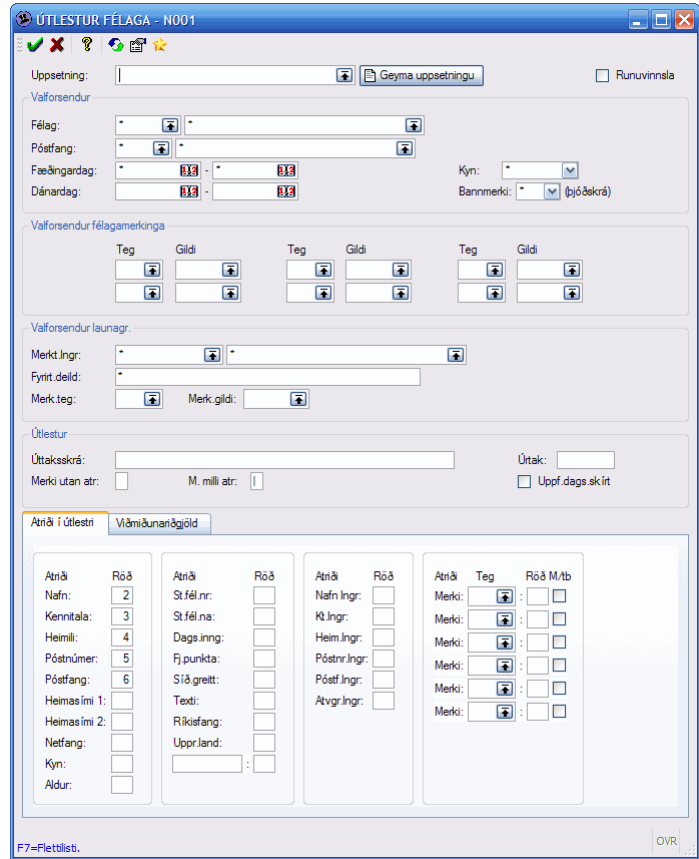 ÚTLESTUR FÉLAGA - N001
Uppsetning: Geyma uppsetningu Runuvinnsla
Valforsendur
Félag: * *
Póstfang: * *
Fæðingardag: * - * Kyn: *
Dánardag: - Bannmerki: * (þjóðskrá)
Valforsendur félagamerkinga
Teg Gildi Teg Gildi Teg Gildi
Valforsendur launagr.
Merkt.lngr: * *
Fyrirt.deild: *
Merk.teg: Merk.gildi:
Útlestur
Úttaksskrá: Úrtak:
Merki utan atr: M. milli atr: | Uppf.dags.skírt
Atriði í útlestri Viðmiðunariðgjöld
Atriði Röð Atriði Röð Atriði Röð Atriði Teg Röð M/tb
Nafn: 2 St.fél.nr: Nafn lngr: Merki: :
Kennitala: 3 St.fél.na: Kt.lngr: Merki: :
Heimili: 4 Dags.inng: Heim.lngr: Merki: :
Póstnúmer: 5 Fj.punkta: Póstnr.lngr: Merki: :
Póstfang: 6 Síð.greitt: Póstf.lngr: Merki: :
Heimasími 1: Texti: Atvgr.lngr: Merki: :
Heimasími 2: Ríkisfang:
Netfang: Uppr.land:
Kyn: :
Aldur:
F7=Flettilisti. OVR